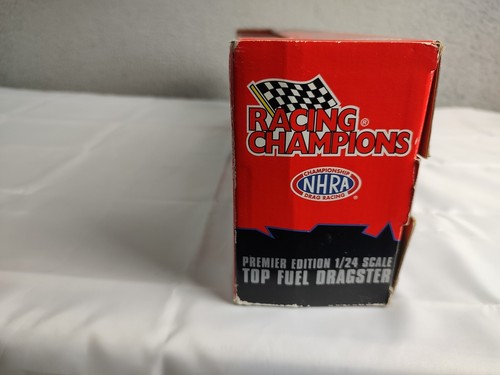 RACING®
CHAMPIONS
CHAMPIONSHIP
NHRA
DRAG RACING ®
PREMIER EDITION 1/24 SCALE
TOP FUEL DRAGSTER